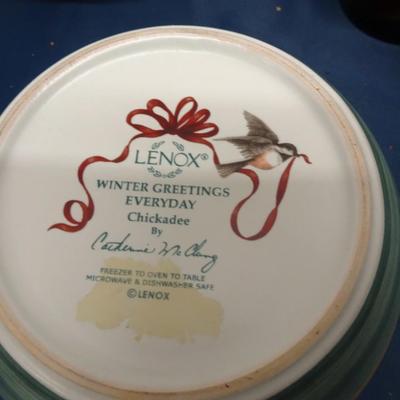 LENOX®
WINTER GREETINGS
EVERYDAY
Chickadee
By
Catherine McClung
FREEZER TO OVEN TO TABLE
MICROWAVE & DISHWASHER SAFE
©LENOX